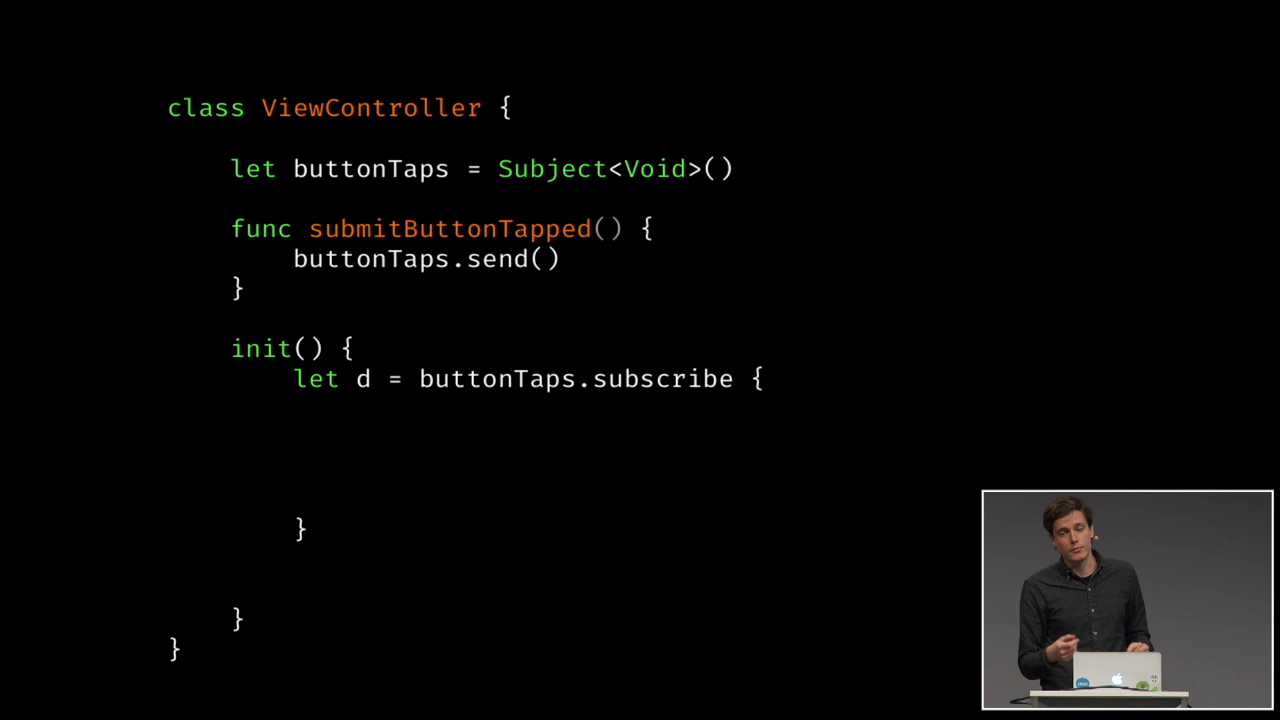 class ViewController {
let buttonTaps = Subject<Void>()
func submitButtonTapped() {
buttonTaps.send()
}
init() {
let d = buttonTaps.subscribe {
}
}
}